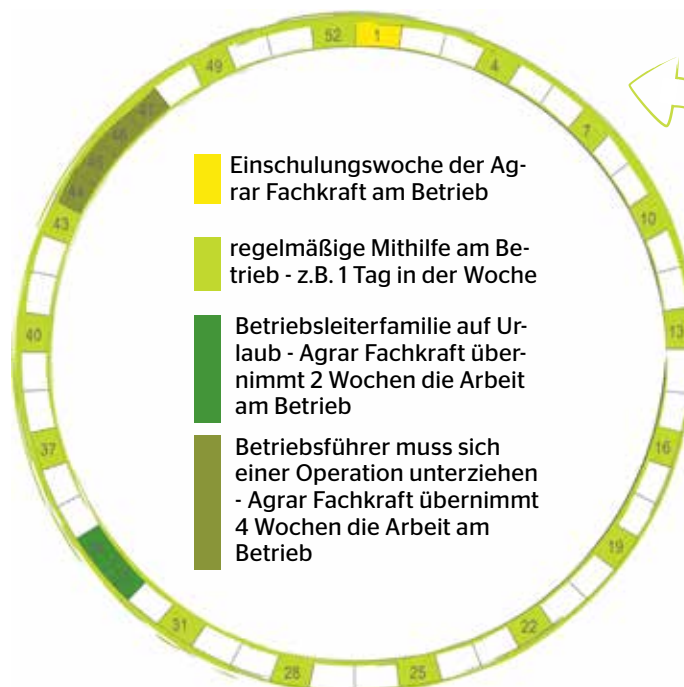 52
1
4
7
10
13
16
19
22
25
28
31
37
40
43
44
45
46
47
49
Einschulungswoche der Ag-
rar Fachkraft am Betrieb
regelmäßige Mithilfe am Be-
trieb - z.B. 1 Tag in der Woche
Betriebsleiterfamilie auf Ur-
laub - Agrar Fachkraft über-
nimmt 2 Wochen die Arbeit
am Betrieb
Betriebsführer muss sich
einer Operation unterziehen
- Agrar Fachkraft übernimmt
4 Wochen die Arbeit am
Betrieb